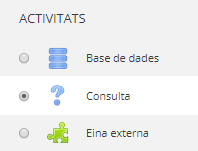 ACTIVITATS
Base de dades
Consulta
Eina externa